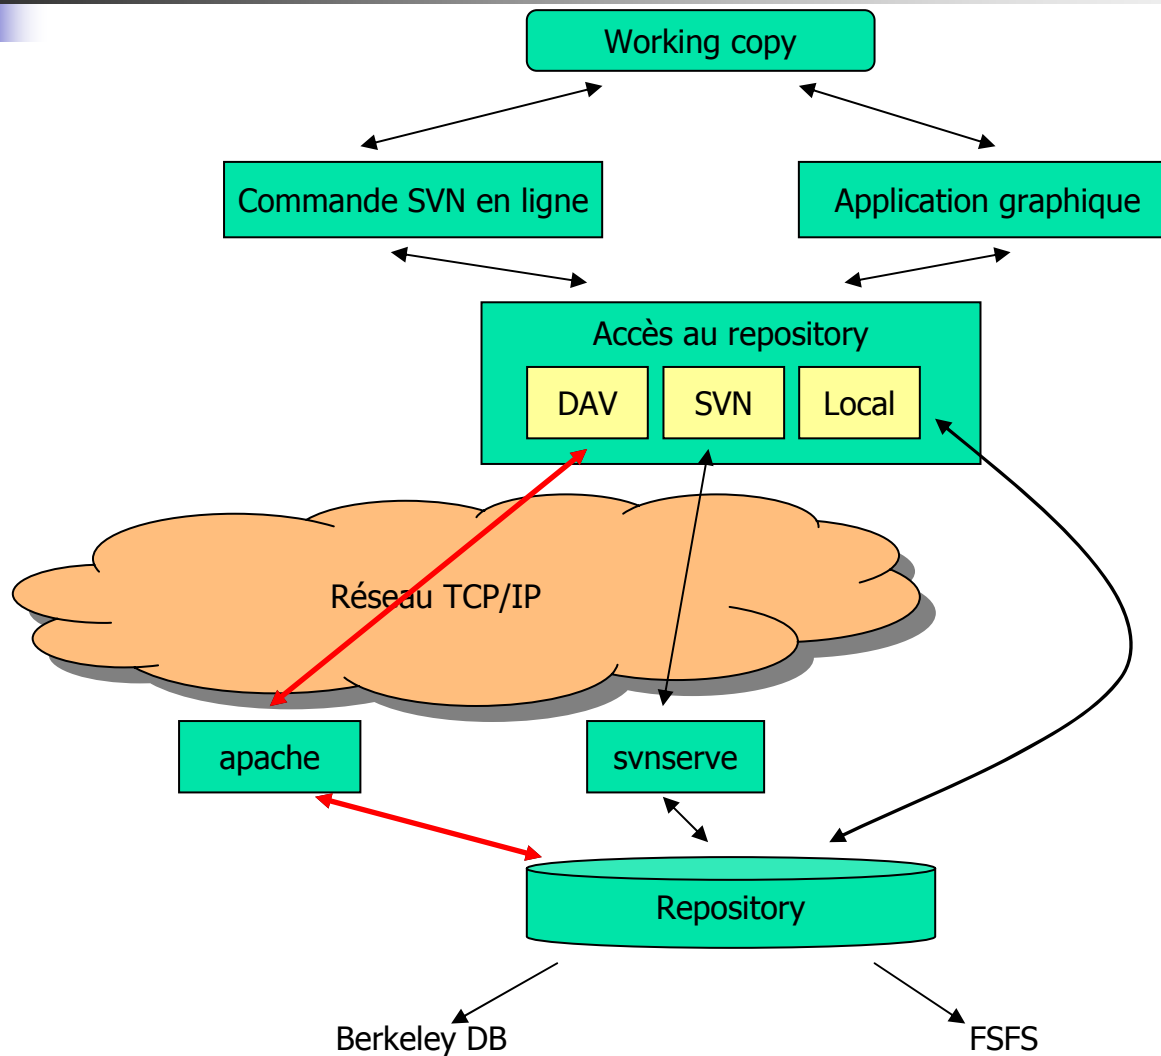 Working copy
Commande SVN en ligne
Application graphique
Accès au repository
DAV
SVN
Local
Réseau TCP/IP
apache
svnserve
Repository
Berkeley DB
FSFS